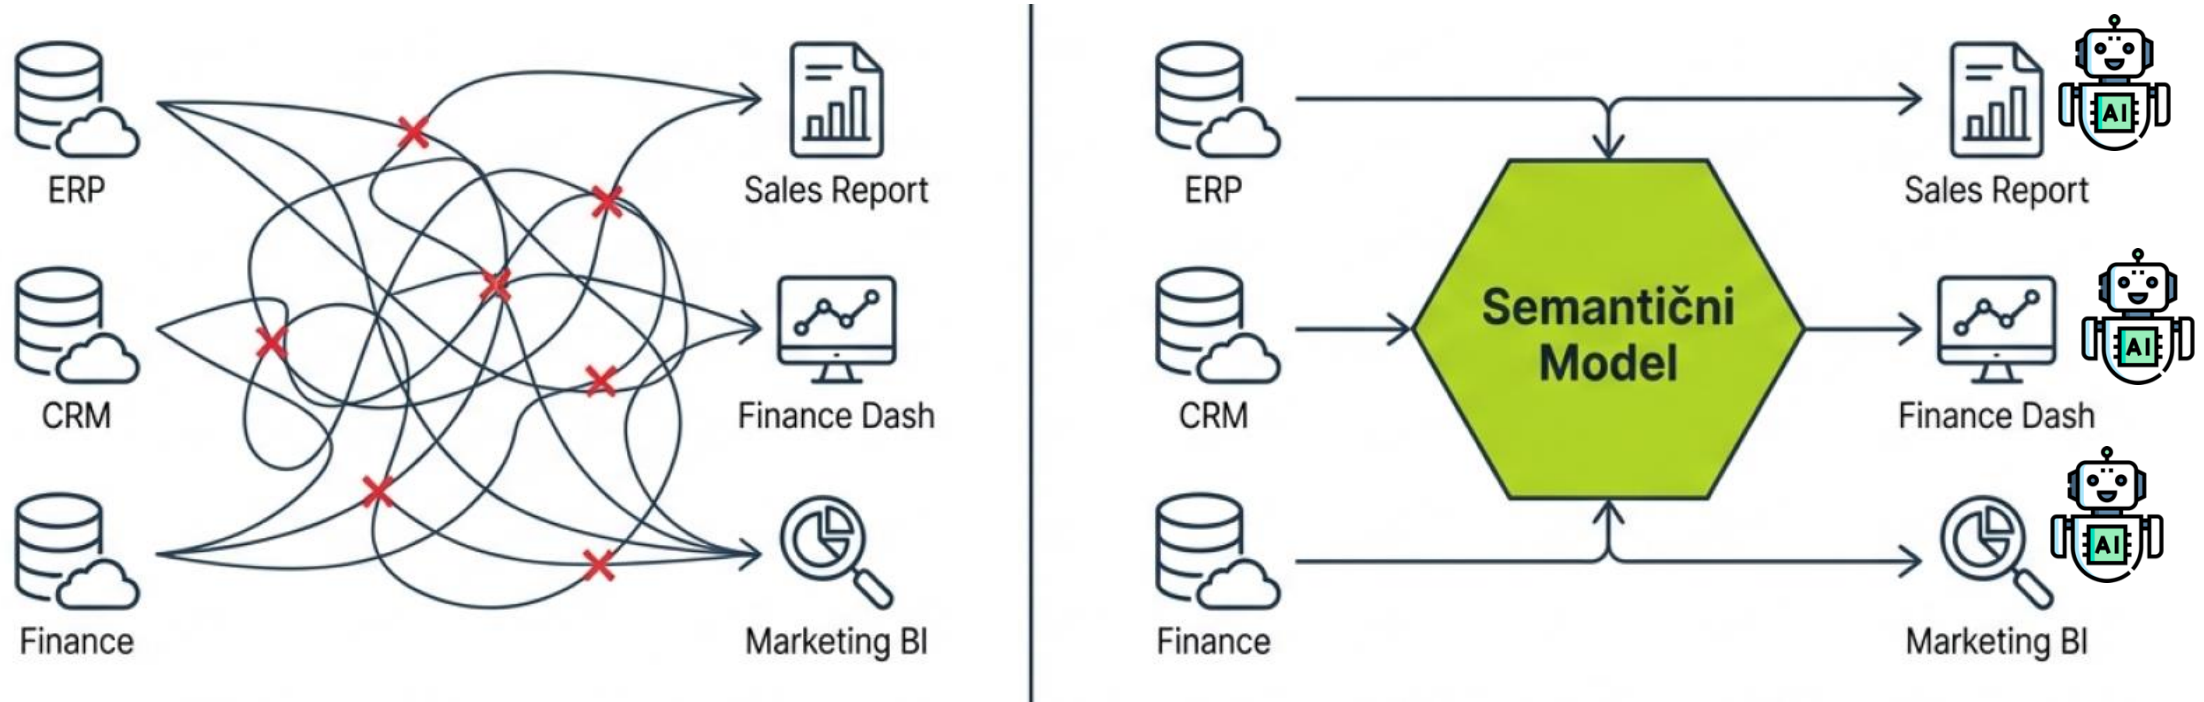 ERP
Sales Report
CRM
Finance Dash
Finance
Marketing BI
ERP
Sales Report
AI
CRM
Semantični
Model
Finance Dash
AI
Finance
Marketing BI
AI